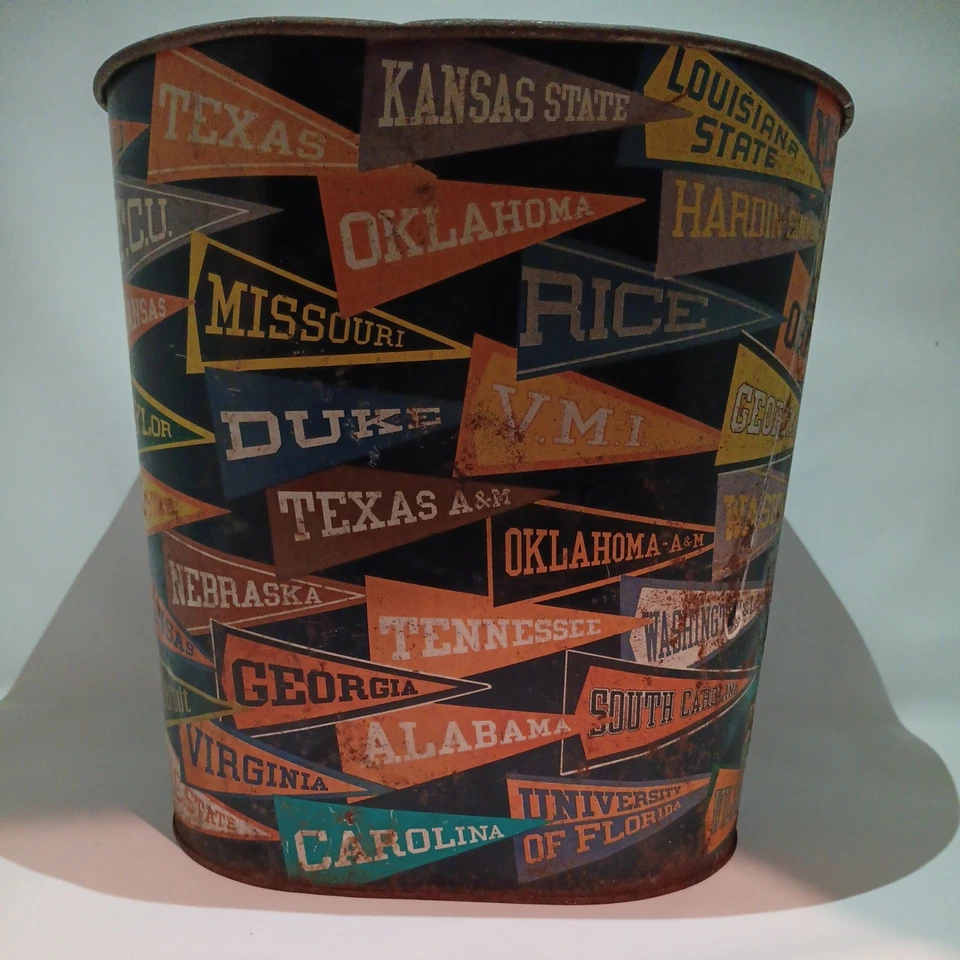 TEXAS
KANSAS STATE
LOUISIANA
STATE
T.C.U.
OKLAHOMA
HARDIN
MISSOURI
RICE
DUKE
V.M.I.
TEXAS A&M
OKLAHOMA-A&M
NEBRASKA
TENNESSEE
GEORGIA
SOUTH CAROLINA
ALABAMA
VIRGINIA
STATE
CAROLINA
UNIVERSITY
OF FLORIDA